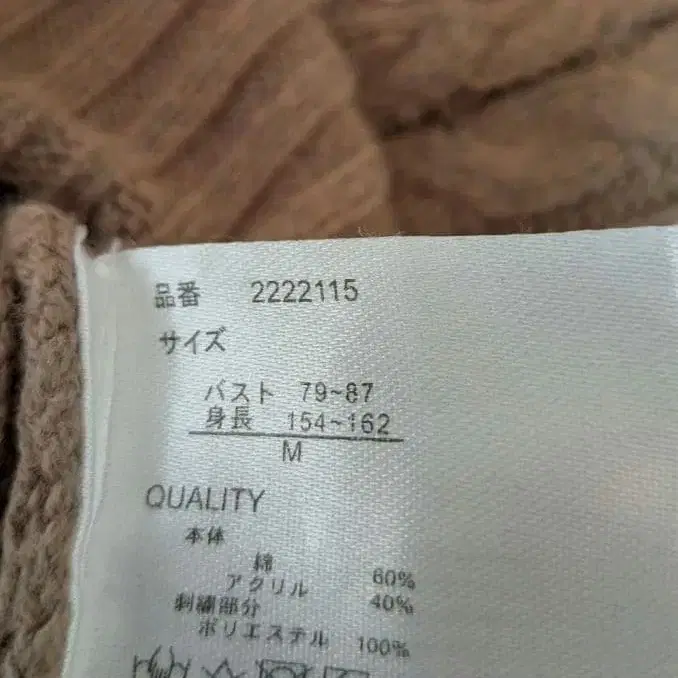 品番 2222115
サイズ
バスト 79~87
身長 154~162
M
QUALITY
本体
綿 60%
アクリル 40%
刺繍部分
ポリエステル 100%